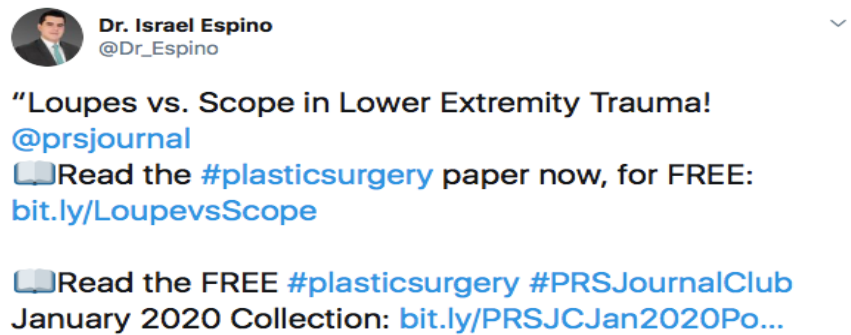 Dr. Israel Espino
@Dr_Espino
“Loupes vs. Scope in Lower Extremity Trauma!
@prsjournal
📖Read the #plasticsurgery paper now, for FREE:
bit.ly/LoupevsScope
📖Read the FREE #plasticsurgery #PRSJournalClub
January 2020 Collection: bit.ly/PRSJCJan2020Po...